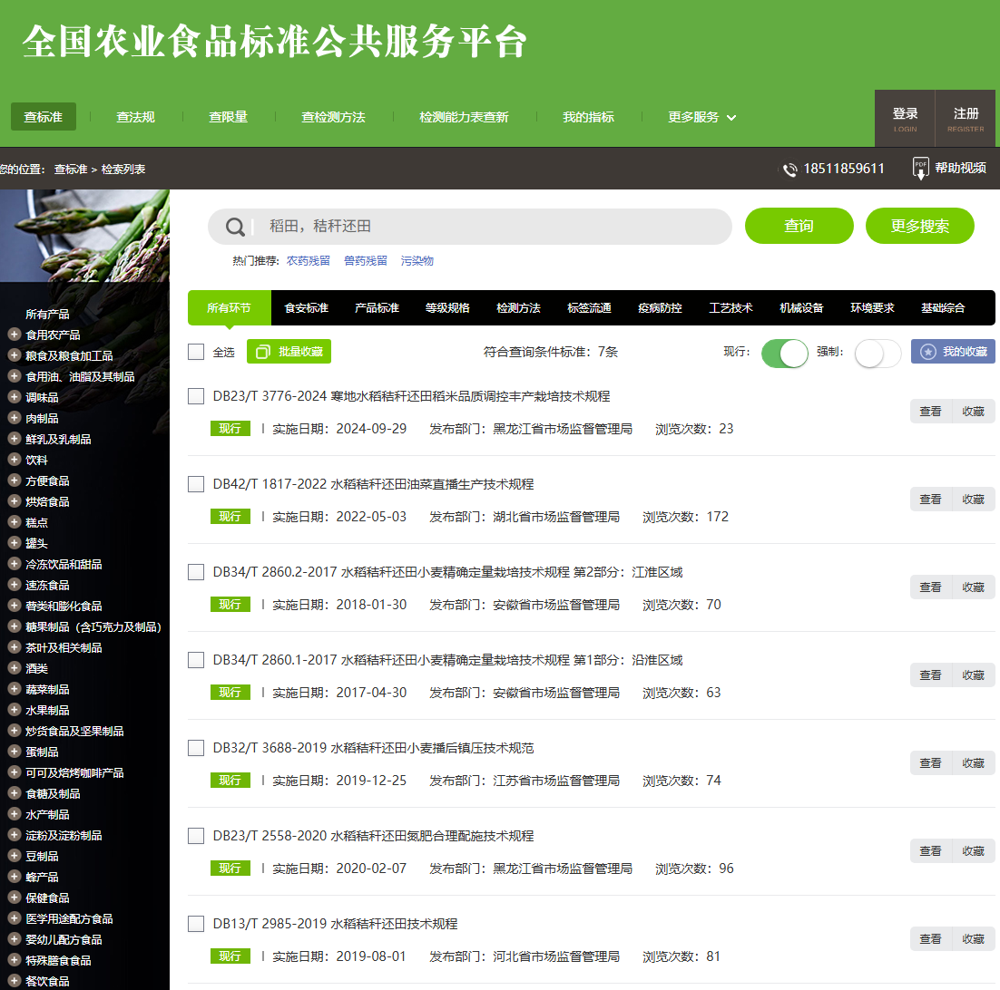 全国农业食品标准公共服务平台
查标准 查法规 查限量 查检测方法 检测能力表查新 我的指标 更多服务 登录 注册
LOGIN REGISTER
您的位置： 查标准 > 检索列表 18511859611 PDF 帮助视频
稻田，秸秆还田 查询 更多搜索
热门推荐: 农药残留 兽药残留 污染物
所有环节 食安标准 产品标准 等级规格 检测方法 标签流通 疫病防控 工艺技术 机械设备 环境要求 基础综合
全选 批量收藏 符合查询条件标准：7条 现行： 强制： 我的收藏
DB23/T 3776-2024 寒地水稻秸秆还田稻米品质调控丰产栽培技术规程
现行 | 实施日期：2024-09-29 发布部门：黑龙江省市场监督管理局 浏览次数：23
查看 收藏
DB42/T 1817-2022 水稻秸秆还田油菜直播生产技术规程
现行 | 实施日期：2022-05-03 发布部门：湖北省市场监督管理局 浏览次数：172
查看 收藏
DB34/T 2860.2-2017 水稻秸秆还田小麦精确定量栽培技术规程 第2部分：江淮区域
现行 | 实施日期：2018-01-30 发布部门：安徽省市场监督管理局 浏览次数：70
查看 收藏
DB34/T 2860.1-2017 水稻秸秆还田小麦精确定量栽培技术规程 第1部分：沿淮区域
现行 | 实施日期：2017-04-30 发布部门：安徽省市场监督管理局 浏览次数：63
查看 收藏
DB32/T 3688-2019 水稻秸秆还田小麦播后镇压技术规范
现行 | 实施日期：2019-12-25 发布部门：江苏省市场监督管理局 浏览次数：74
查看 收藏
DB23/T 2558-2020 水稻秸秆还田氮肥合理配施技术规程
现行 | 实施日期：2020-02-07 发布部门：黑龙江省市场监督管理局 浏览次数：96
查看 收藏
DB13/T 2985-2019 水稻秸秆还田技术规程
现行 | 实施日期：2019-08-01 发布部门：河北省市场监督管理局 浏览次数：81
查看 收藏
所有产品
食用农产品
粮食及粮食加工品
食用油、油脂及其制品
调味品
肉制品
鲜乳及乳制品
饮料
方便食品
烘焙食品
糕点
罐头
冷冻饮品和甜品
速冻食品
薯类和膨化食品
糖果制品（含巧克力及制品）
茶叶及相关制品
酒类
蔬菜制品
水果制品
炒货食品及坚果制品
蛋制品
可可及焙烤咖啡产品
食糖及制品
水产制品
淀粉及淀粉制品
豆制品
蜂产品
保健食品
医学用途配方食品
婴幼儿配方食品
特殊膳食食品
餐饮食品